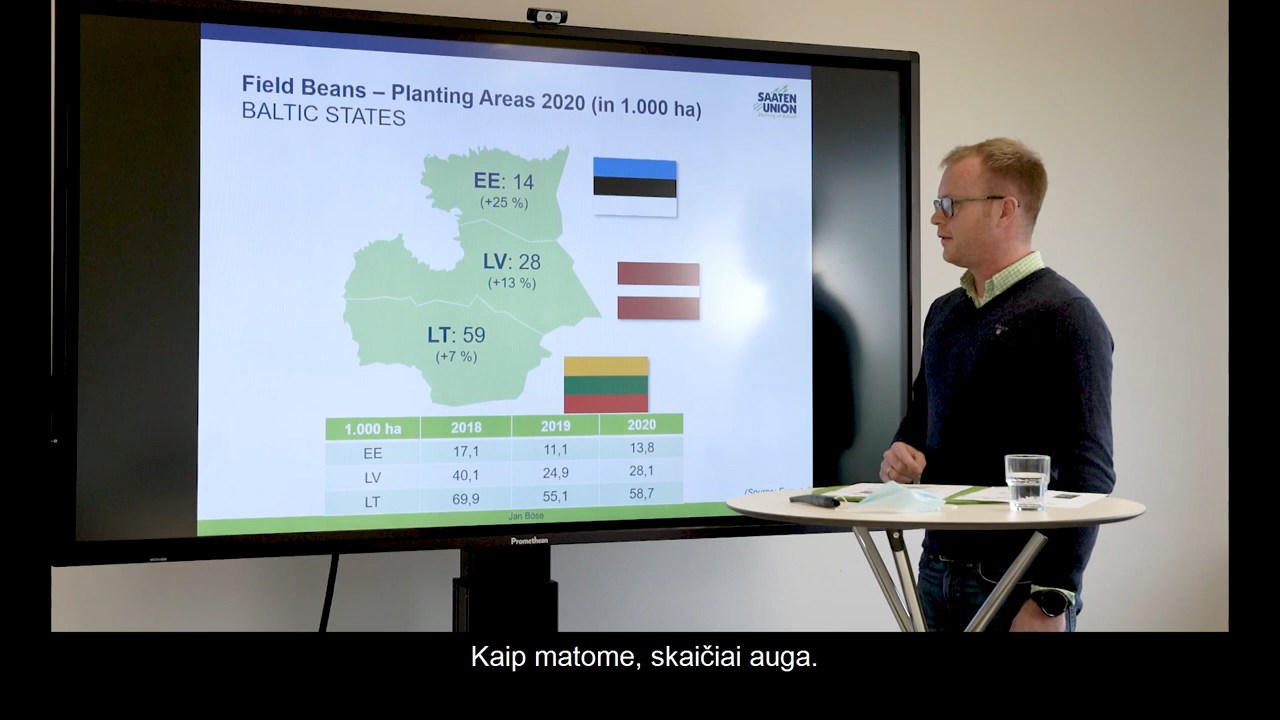 Field Beans – Planting Areas 2020 (in 1.000 ha)
BALTIC STATES
SAATEN
UNION
EE: 14
(+25 %)
LV: 28
(+13 %)
LT: 59
(+7 %)
1.000 ha 2018 2019 2020
EE 17,1 11,1 13,8
LV 40,1 24,9 28,1
LT 69,9 55,1 58,7
(Source:
Jan Böse
Promethean
Kaip matome, skaičiai auga.